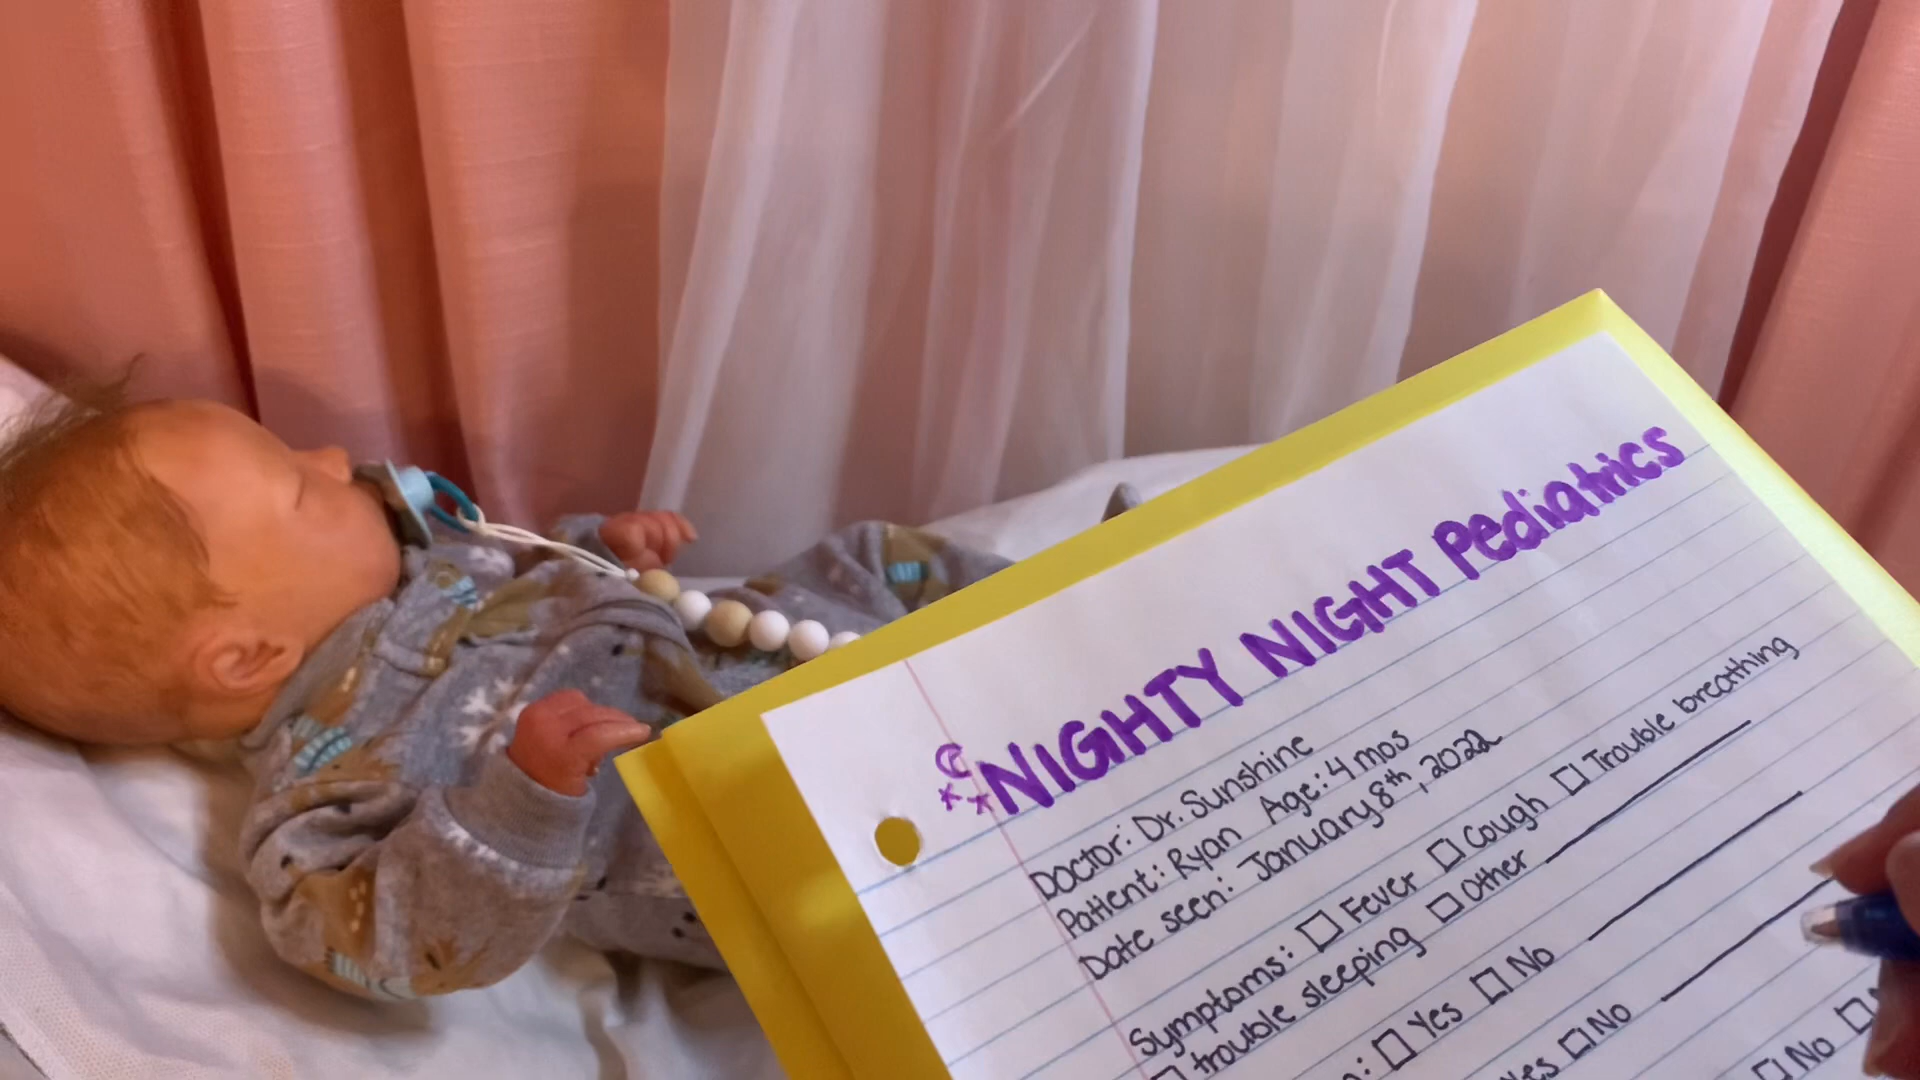 NIGHTY NIGHT Pediatrics
Doctor: Dr. Sunshine
Patient: Ryan Age: 4 mos
Date seen: January 8th, 2022
Symptoms: Fever Cough Trouble breathing
trouble sleeping Other
Yes No
No
No